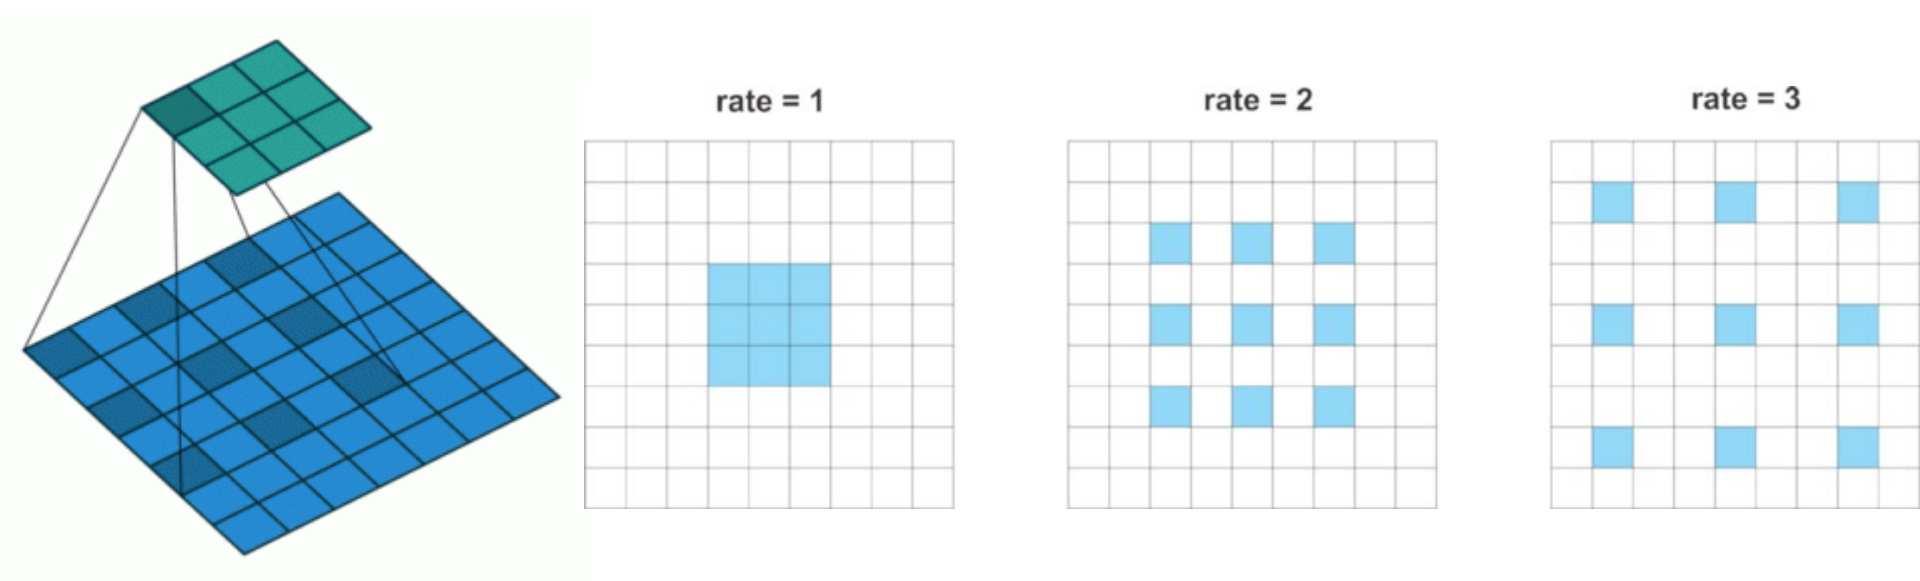 rate = 1
rate = 2
rate = 3